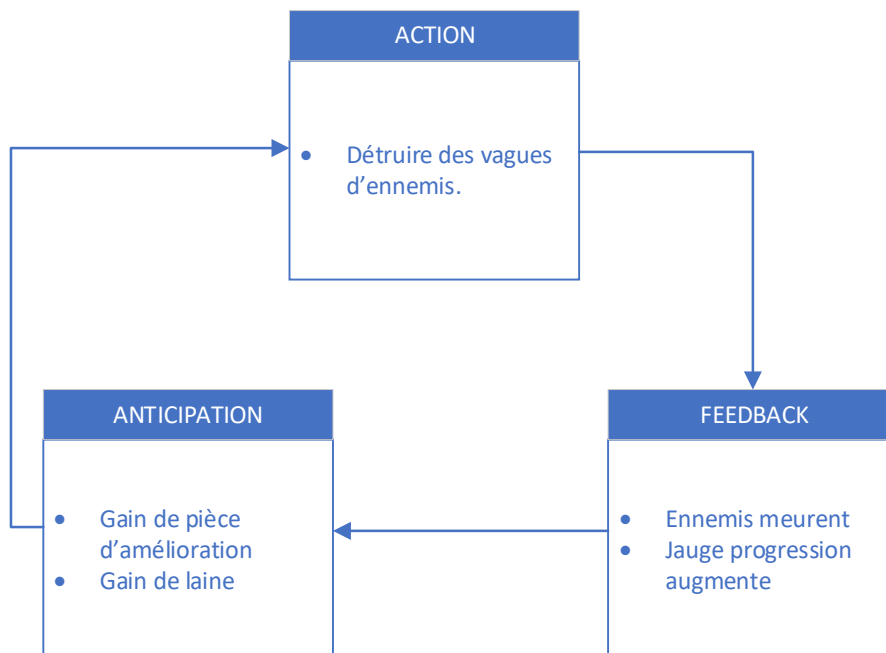 ACTION
• Détruire des vagues
d’ennemis.
ANTICIPATION
• Gain de pièce
d’amélioration
• Gain de laine
FEEDBACK
• Ennemis meurent
• Jauge progression
augmente